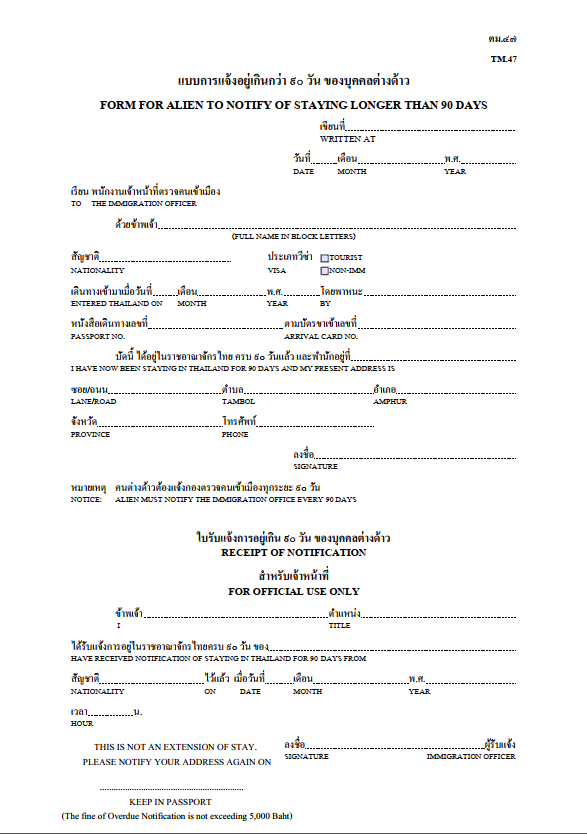 ตม.๔๗
TM.47
แบบการแจ้งอยู่เกินกว่า ๙๐ วัน ของบุคคลต่างด้าว
FORM FOR ALIEN TO NOTIFY OF STAYING LONGER THAN 90 DAYS
เขียนที่
WRITTEN AT
วันที่ เดือน พ.ศ.
DATE MONTH YEAR
เรียน พนักงานเจ้าหน้าที่ตรวจคนเข้าเมือง
TO THE IMMIGRATION OFFICER
ด้วยข้าพเจ้า
(FULL NAME IN BLOCK LETTERS)
สัญชาติ ประเภทวีซ่า TOURIST
NATIONALITY VISA NON-IMM
เดินทางเข้ามาเมื่อวันที่ เดือน พ.ศ. โดยพาหนะ
ENTERED THAILAND ON MONTH YEAR BY
หนังสือเดินทางเลขที่ ตามบัตรขาเข้าเลขที่
PASSPORT NO. ARRIVAL CARD NO.
บัดนี้ ได้อยู่ในราชอาณาจักรไทย ครบ ๙๐ วันแล้ว และพำนักอยู่ที่
I HAVE NOW BEEN STAYING IN THAILAND FOR 90 DAYS AND MY PRESENT ADDRESS IS
ซอย/ถนน ตำบล อำเภอ
LANE/ROAD TAMBOL AMPHUR
จังหวัด โทรศัพท์
PROVINCE PHONE
ลงชื่อ
SIGNATURE
หมายเหตุ คนต่างด้าวต้องแจ้งกองตรวจคนเข้าเมืองทุกระยะ ๙๐ วัน
NOTICE: ALIEN MUST NOTIFY THE IMMIGRATION OFFICE EVERY 90 DAYS
ใบรับแจ้งการอยู่เกิน ๙๐ วัน ของบุคคลต่างด้าว
RECEIPT OF NOTIFICATION
สำหรับเจ้าหน้าที่
FOR OFFICIAL USE ONLY
ข้าพเจ้า ตำแหน่ง
I TITLE
ได้รับแจ้งการอยู่ในราชอาณาจักรไทยครบ ๙๐ วัน ของ
HAVE RECEIVED NOTIFICATION OF STAYING IN THAILAND FOR 90 DAYS FROM
สัญชาติ ไว้แล้ว เมื่อวันที่ เดือน พ.ศ.
NATIONALITY ON DATE MONTH YEAR
เวลา น.
HOUR
THIS IS NOT AN EXTENSION OF STAY.
PLEASE NOTIFY YOUR ADDRESS AGAIN ON
ลงชื่อ ผู้รับแจ้ง
SIGNATURE IMMIGRATION OFFICER
KEEP IN PASSPORT
(The fine of Overdue Notification is not exceeding 5,000 Baht)